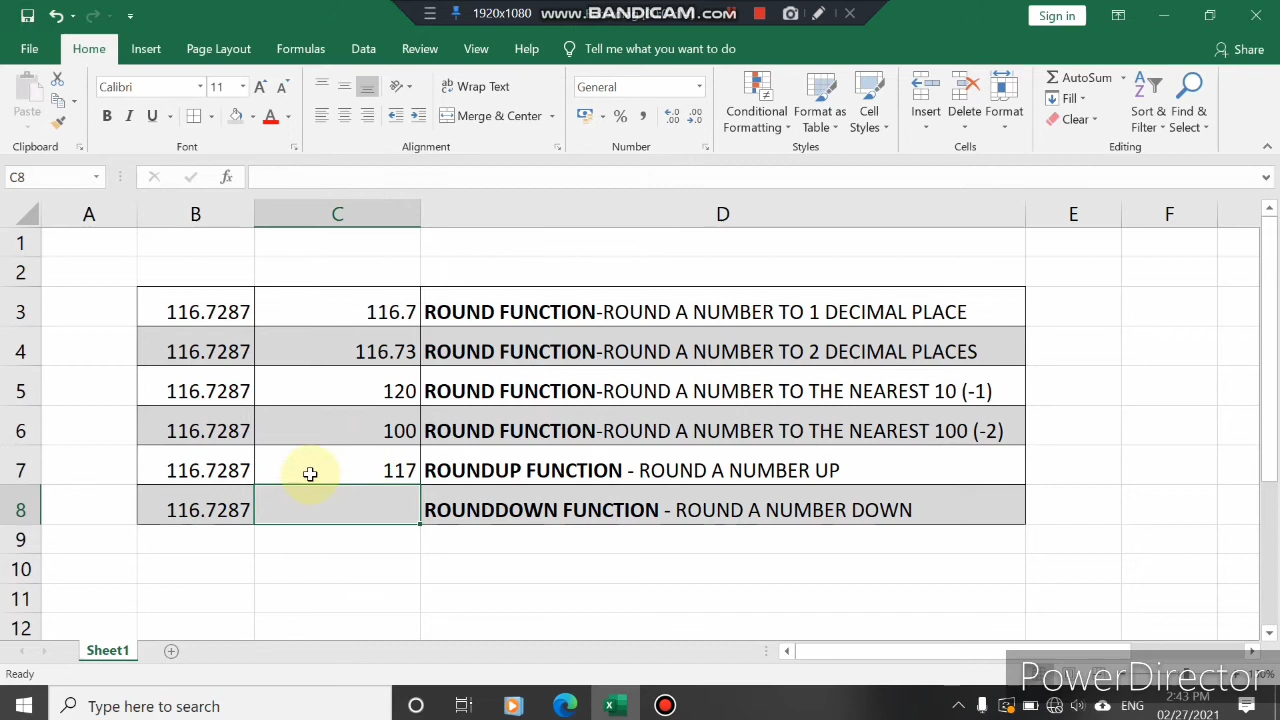 1920x1080 www.BANDICAM.com Sign in
File Home Insert Page Layout Formulas Data Review View Help Tell me what you want to do Share
Paste Calibri 11 B I U A A A Wrap Text Merge & Center General % Conditional Formatting Format as Table Cell Styles Insert Delete Format AutoSum Fill Clear Sort & Filter Find & Select
Clipboard Font Alignment Number Styles Cells Editing
C8 fx
A B C D E F
1
2
3 116.7287 116.7 ROUND FUNCTION-ROUND A NUMBER TO 1 DECIMAL PLACE
4 116.7287 116.73 ROUND FUNCTION-ROUND A NUMBER TO 2 DECIMAL PLACES
5 116.7287 120 ROUND FUNCTION-ROUND A NUMBER TO THE NEAREST 10 (-1)
6 116.7287 100 ROUND FUNCTION-ROUND A NUMBER TO THE NEAREST 100 (-2)
7 116.7287 117 ROUNDUP FUNCTION - ROUND A NUMBER UP
8 116.7287 ROUNDDOWN FUNCTION - ROUND A NUMBER DOWN
9
10
11
12
Sheet1
Ready
PowerDirector
Type here to search ENG 2:43 PM
02/27/2021